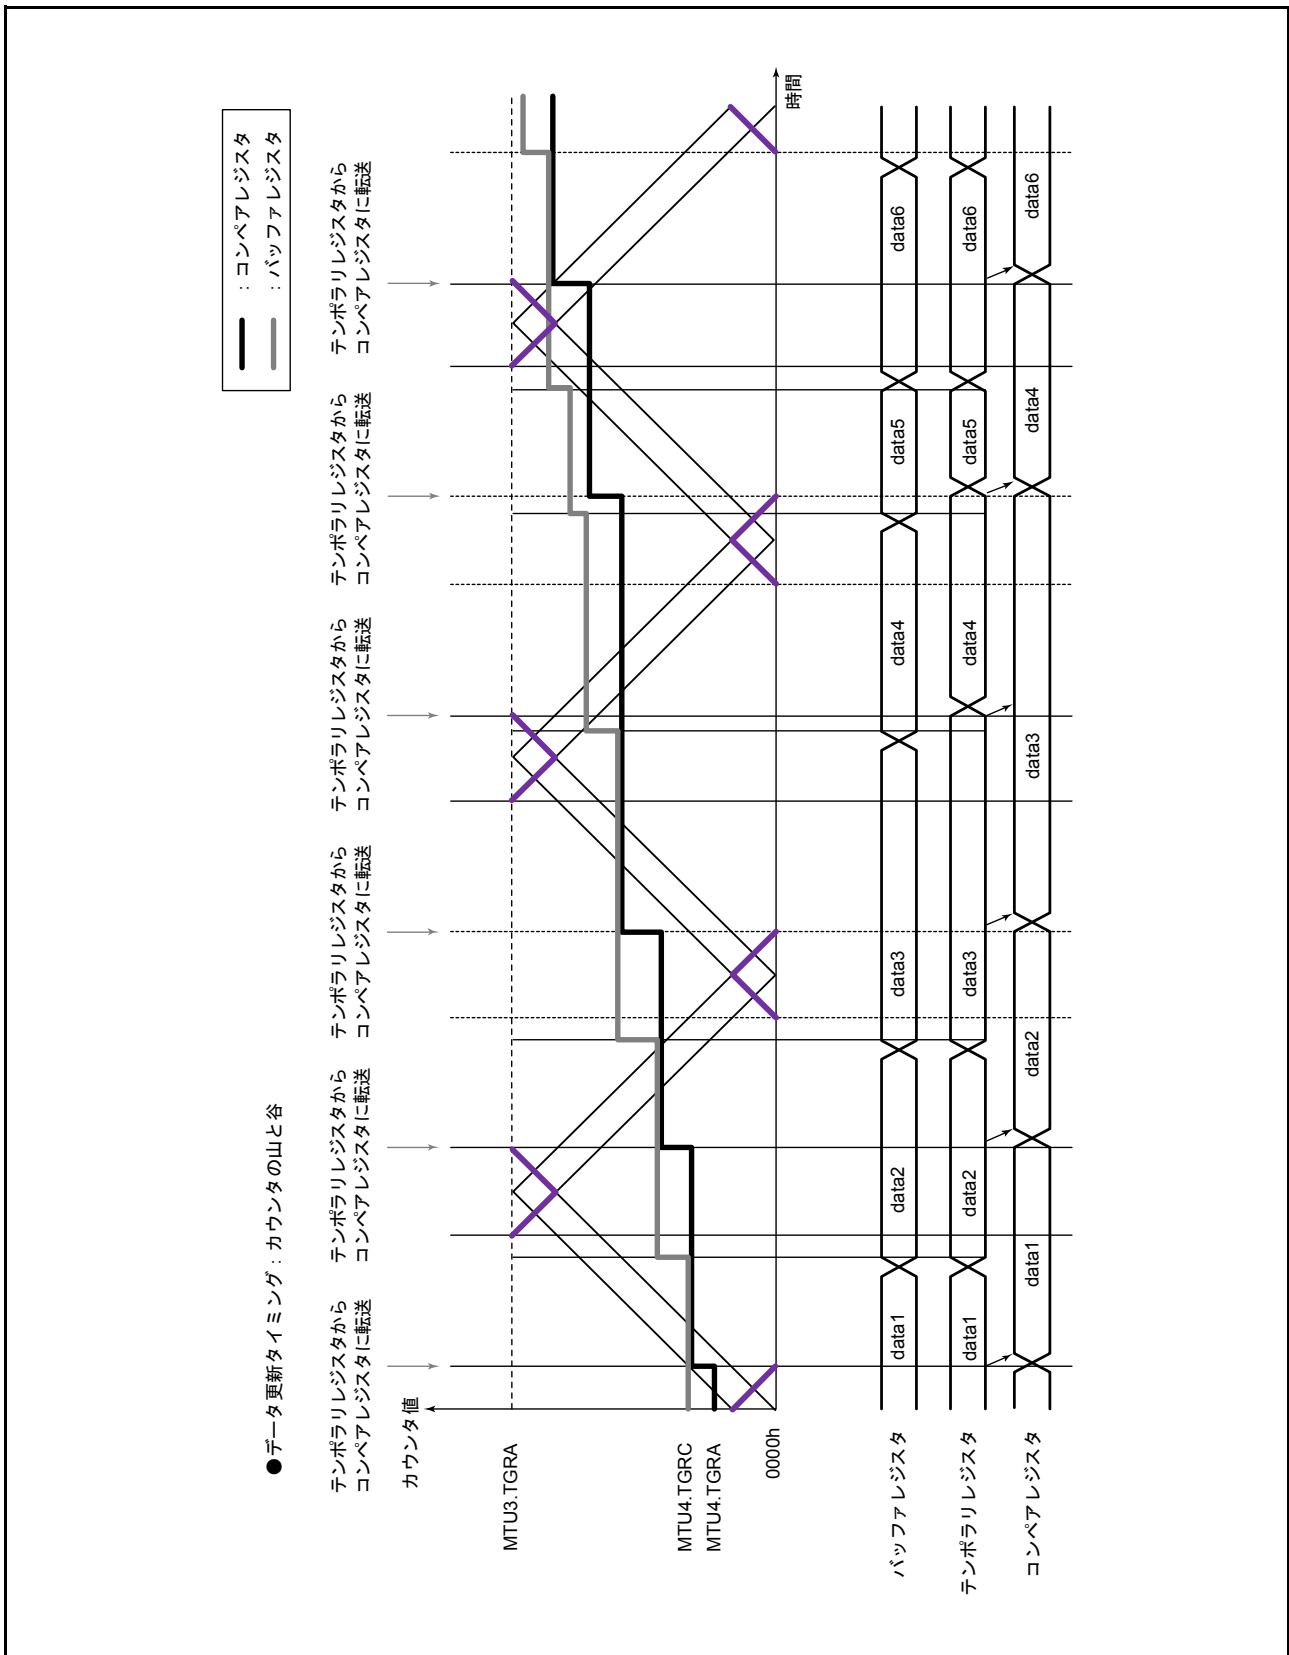 ●データ更新タイミング：カウンタの山と谷
：コンペアレジスタ
：バッファレジスタ
テンポラリレジスタから
コンペアレジスタに転送
テンポラリレジスタから
コンペアレジスタに転送
テンポラリレジスタから
コンペアレジスタに転送
テンポラリレジスタから
コンペアレジスタに転送
テンポラリレジスタから
コンペアレジスタに転送
テンポラリレジスタから
コンペアレジスタに転送
カウンタ値
MTU3.TGRA
MTU4.TGRC
MTU4.TGRA
0000h
時間
バッファレジスタ
data1
data2
data3
data4
data5
data6
テンポラリレジスタ
data1
data2
data3
data4
data5
data6
コンペアレジスタ
data1
data2
data3
data4
data6